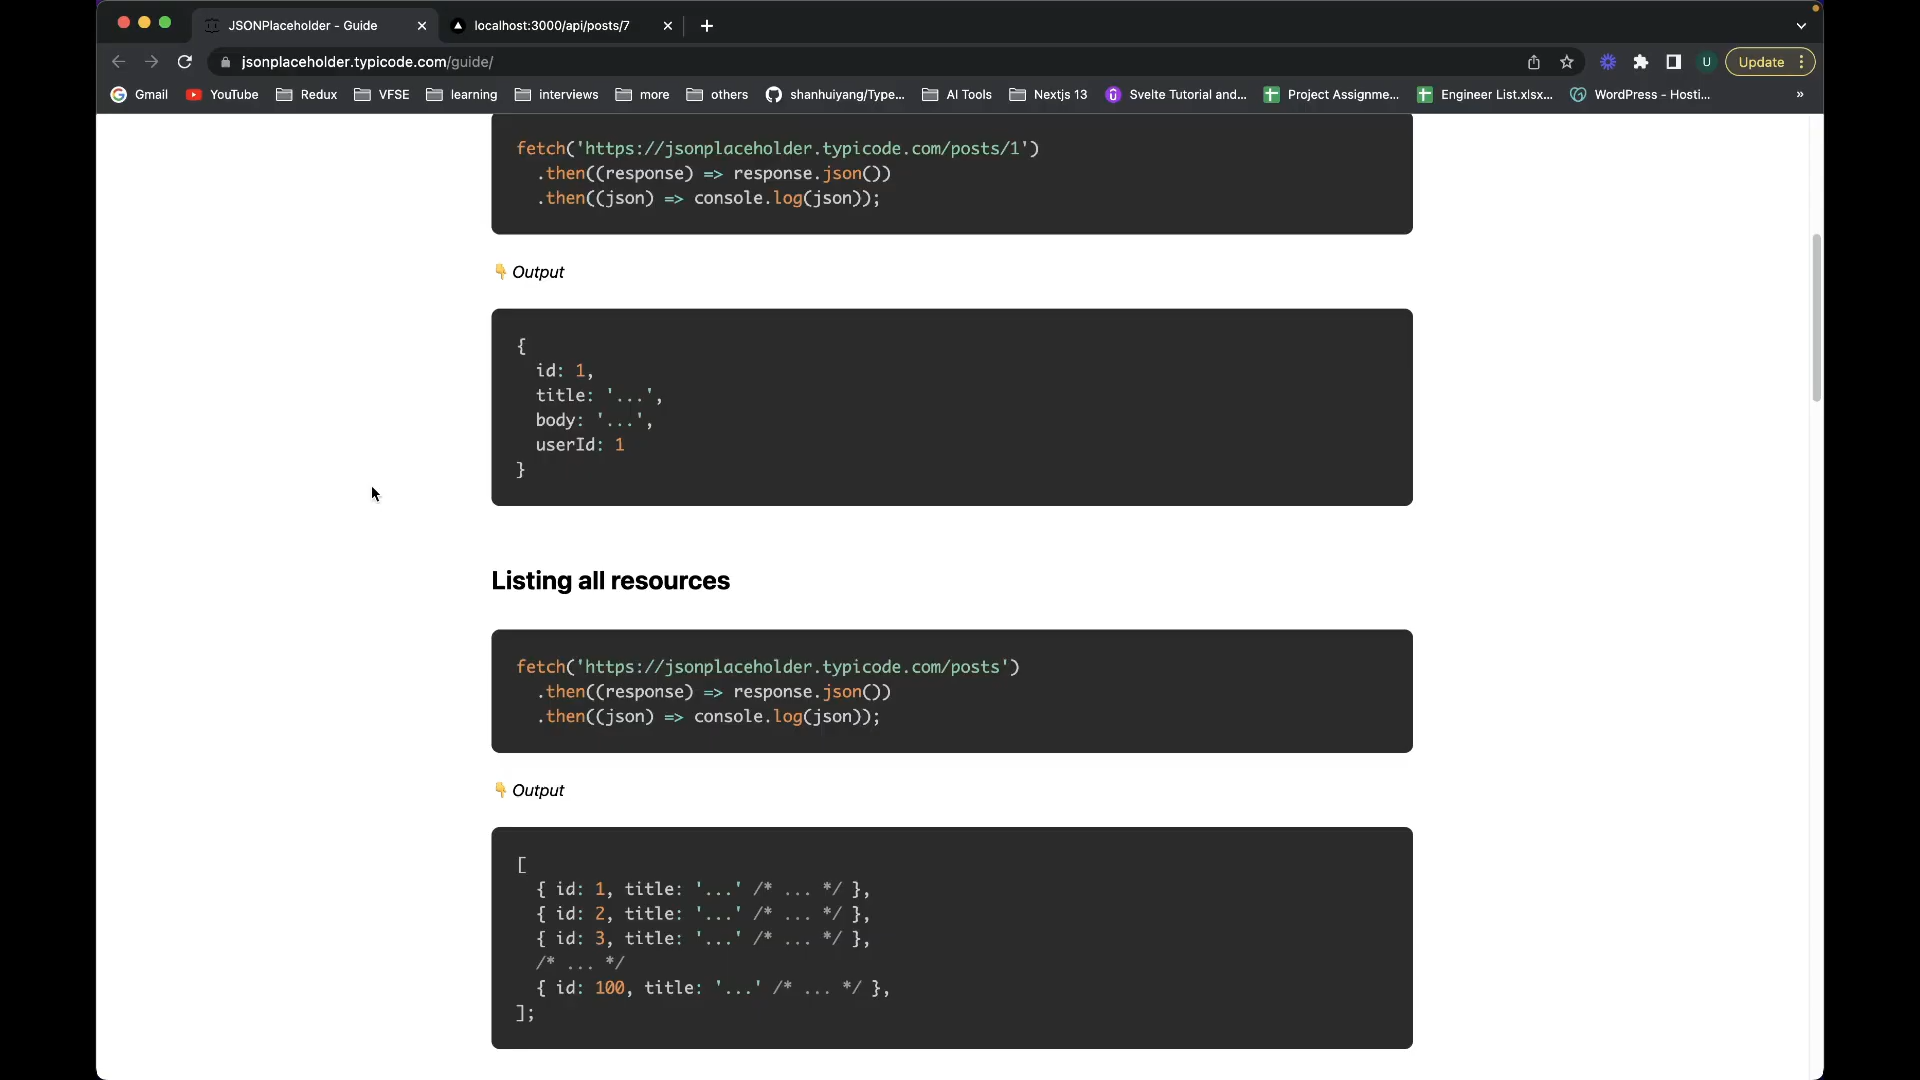 JSONPlaceholder - Guide
localhost:3000/api/posts/7
jsonplaceholder.typicode.com/guide/
U
Update
Gmail
YouTube
Redux
VFSE
learning
interviews
more
others
shanhuiyang/Type...
AI Tools
Nextjs 13
Svelte Tutorial and...
Project Assignme...
Engineer List.xlsx...
WordPress - Hosti...
»
fetch('https://jsonplaceholder.typicode.com/posts/1')
.then((response) => response.json())
.then((json) => console.log(json));
👇 Output
{
id: 1,
title: '...',
body: '...',
userId: 1
}
Listing all resources
fetch('https://jsonplaceholder.typicode.com/posts')
.then((response) => response.json())
.then((json) => console.log(json));
👇 Output
[
{ id: 1, title: '...' /* ... */ },
{ id: 2, title: '...' /* ... */ },
{ id: 3, title: '...' /* ... */ },
/* ... */
{ id: 100, title: '...' /* ... */ },
];